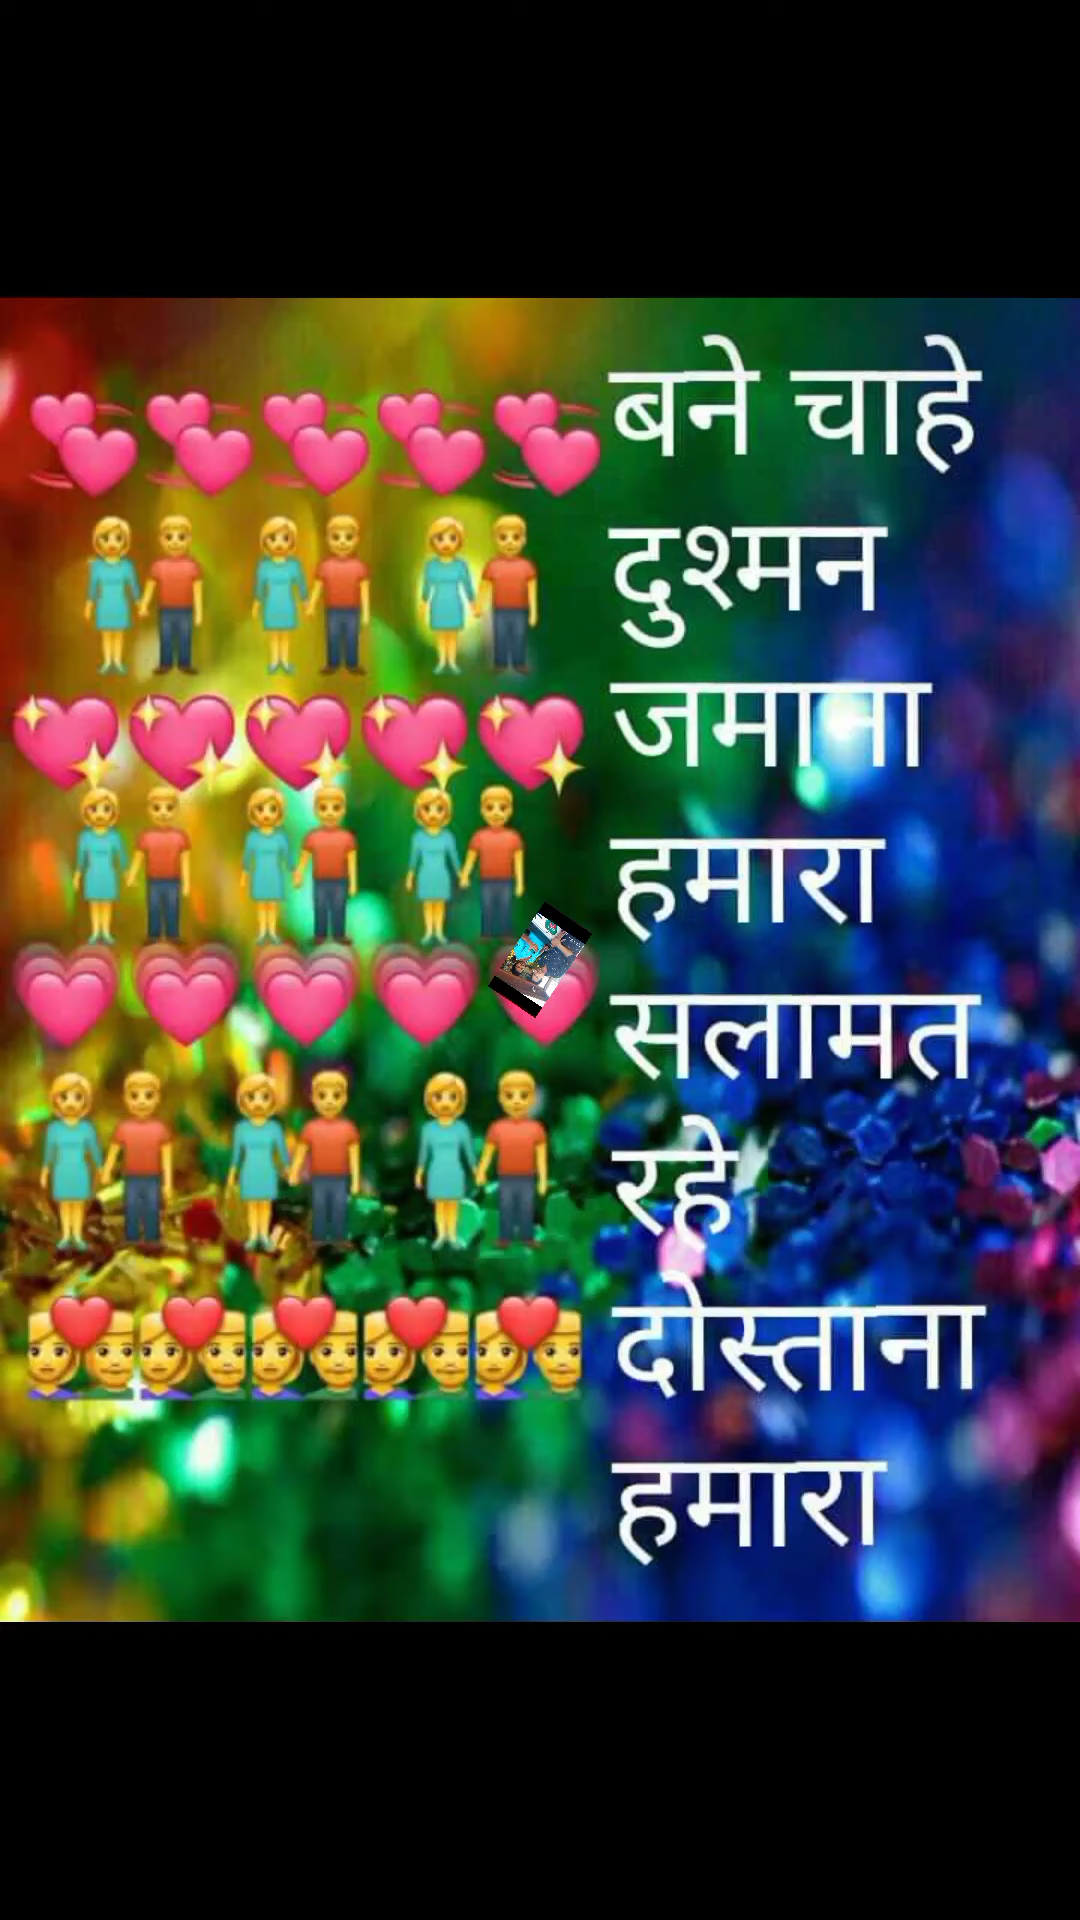 बने चाहे
दुश्मन
जमाना
हमारा
सलामत
रहे
दोस्ताना
हमारा